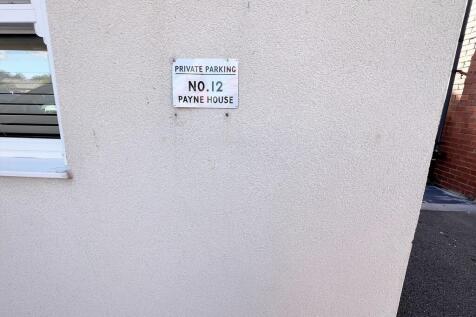 PRIVATE PARKING
NO.12
PAYNE HOUSE